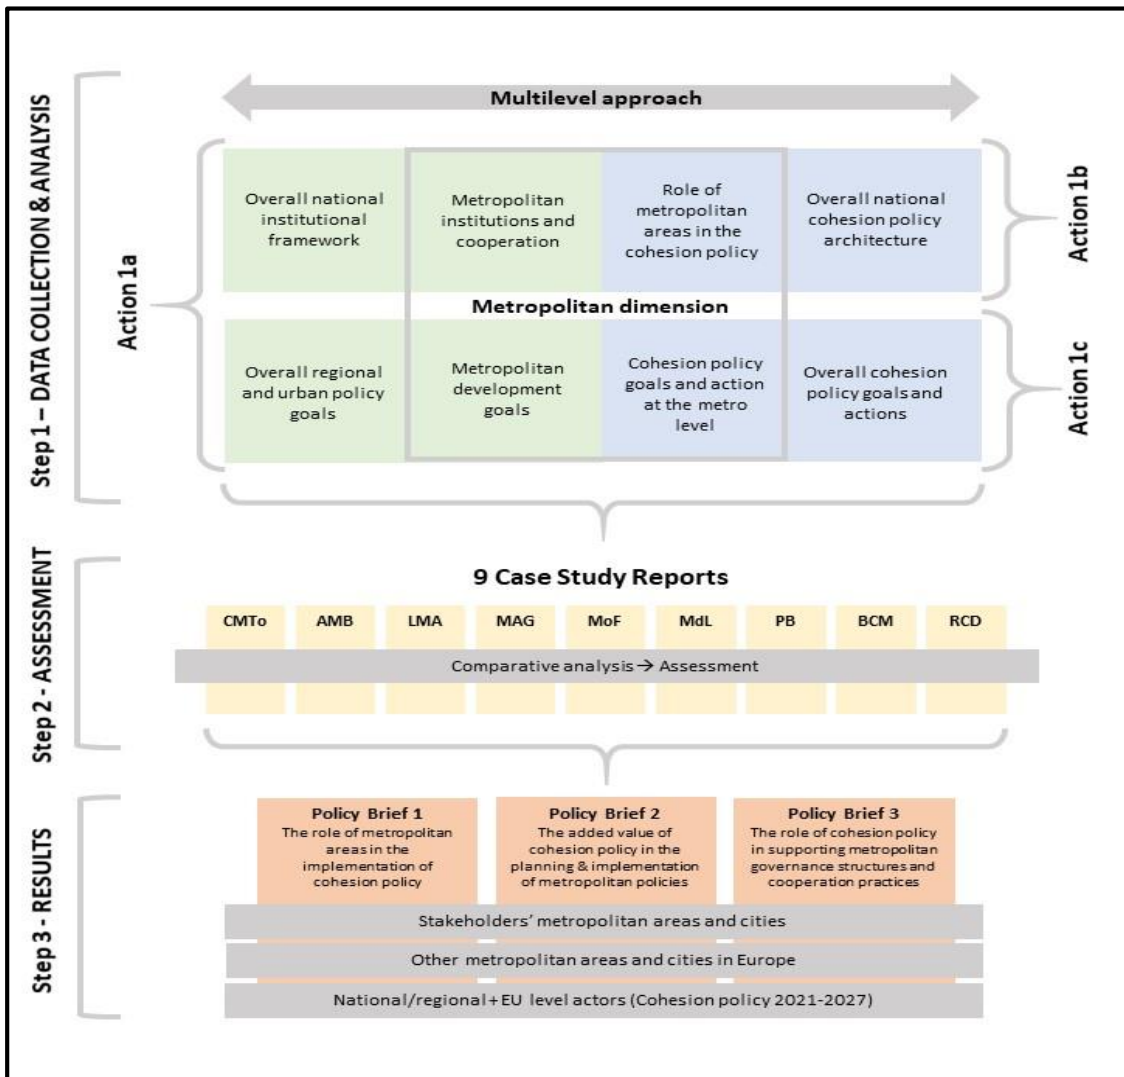 Step 1 – DATA COLLECTION & ANALYSIS
Action 1a
Multilevel approach
Overall national
institutional
framework
Metropolitan
institutions and
cooperation
Role of
metropolitan
areas in the
cohesion policy
Overall national
cohesion policy
architecture
Action 1b
Metropolitan dimension
Overall regional
and urban policy
goals
Metropolitan
development
goals
Cohesion policy
goals and action
at the metro
level
Overall cohesion
policy goals and
actions
Action 1c
Step 2 - ASSESSMENT
9 Case Study Reports
CMTo AMB LMA MAG MoF MdL PB BCM RCD
Comparative analysis → Assessment
Step 3 - RESULTS
Policy Brief 1
The role of metropolitan
areas in the
implementation of
cohesion policy
Policy Brief 2
The added value of
cohesion policy in the
planning & implementation
of metropolitan policies
Policy Brief 3
The role of cohesion policy
in supporting metropolitan
governance structures and
cooperation practices
Stakeholders’ metropolitan areas and cities
Other metropolitan areas and cities in Europe
National/regional + EU level actors (Cohesion policy 2021-2027)